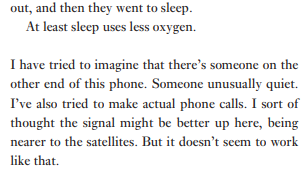 out, and then they went to sleep.
At least sleep uses less oxygen.
I have tried to imagine that there's someone on the
other end of this phone. Someone unusually quiet.
I've also tried to make actual phone calls. I sort of
thought the signal might be better up here, being
nearer to the satellites. But it doesn't seem to work
like that.